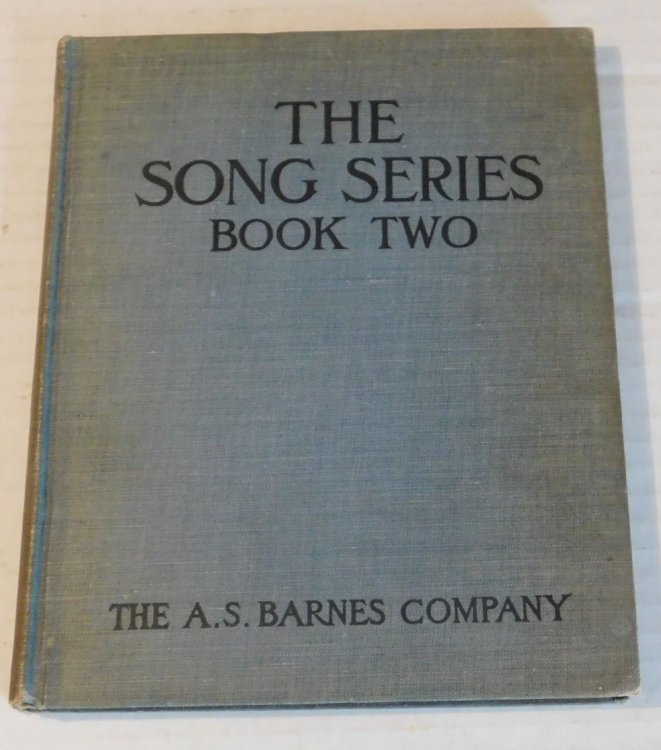 THE
SONG SERIES
BOOK TWO
THE A.S. BARNES COMPANY